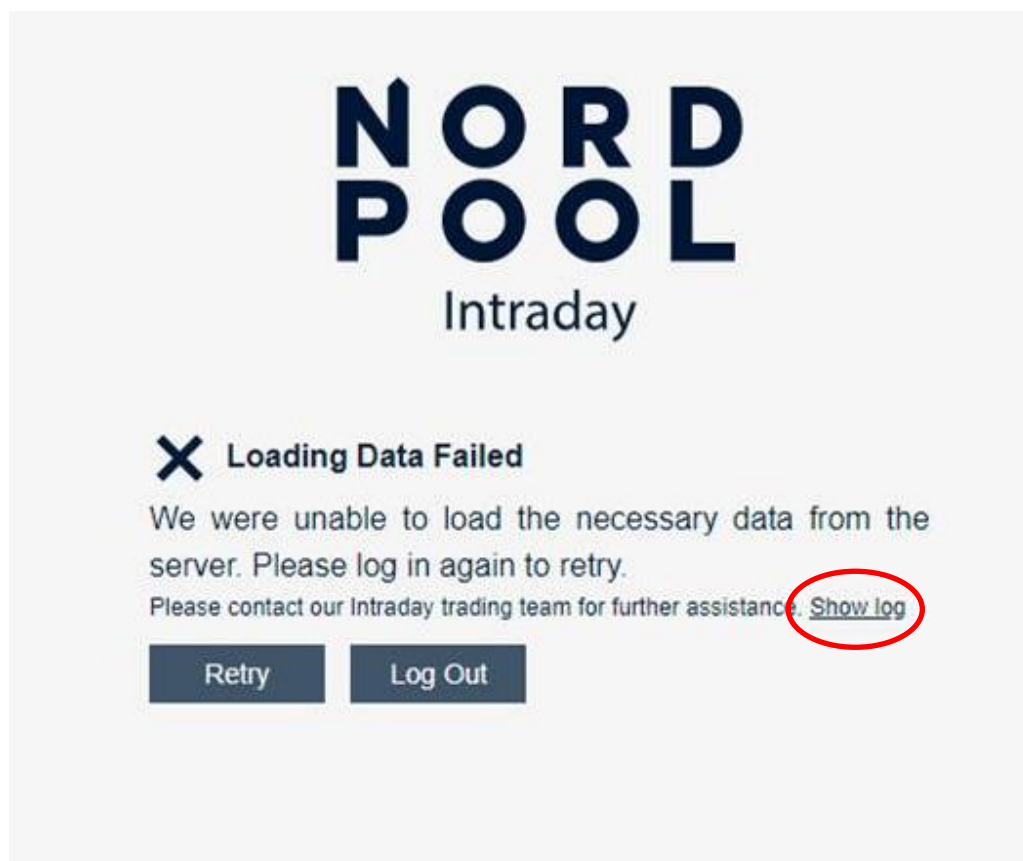 NORD
POOL
Intraday
Loading Data Failed
We were unable to load the necessary data from the
server. Please log in again to retry.
Please contact our Intraday trading team for further assistance. Show log
Retry Log Out